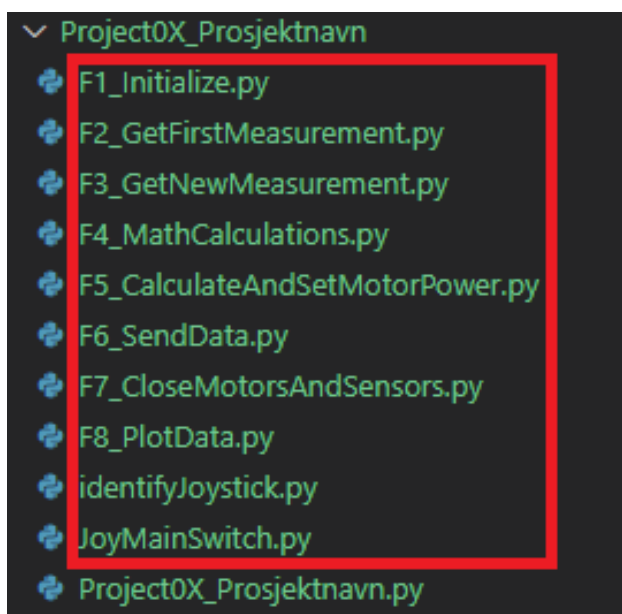 Project0X_Prosjektnavn
F1_Initialize.py
F2_GetFirstMeasurement.py
F3_GetNewMeasurement.py
F4_MathCalculations.py
F5_CalculateAndSetMotorPower.py
F6_SendData.py
F7_CloseMotorsAndSensors.py
F8_PlotData.py
identifyJoystick.py
JoyMainSwitch.py
Project0X_Prosjektnavn.py